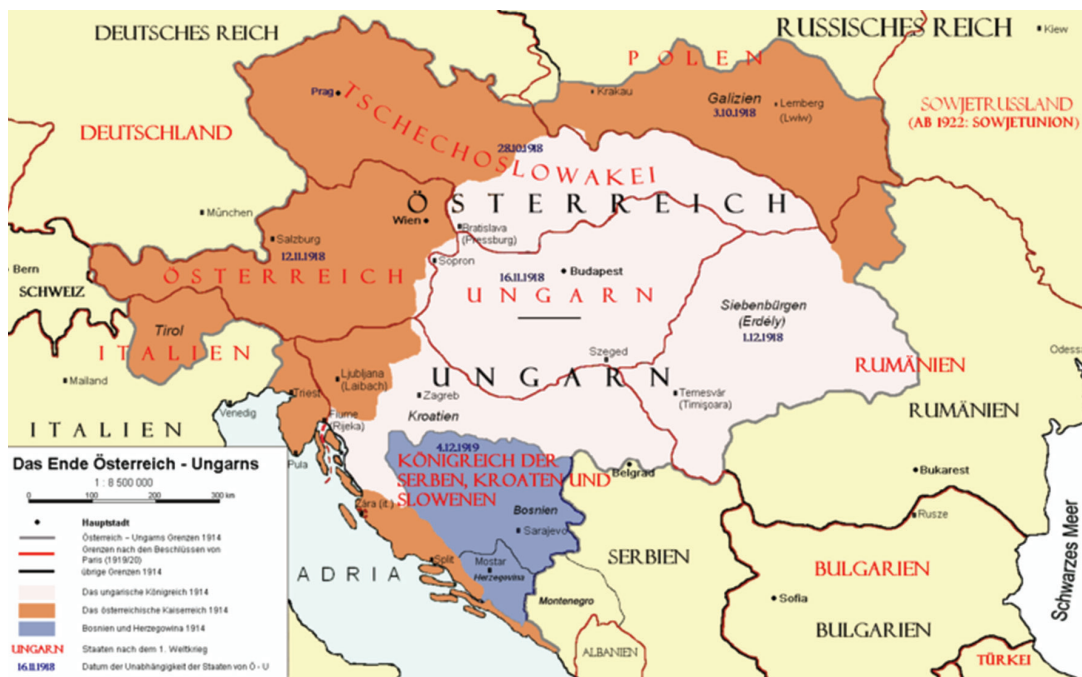 DEUTSCHES REICH
RUSSISCHES REICH
Kiew
POLEN
Krakau
Galizien
3.10.1918
Lemberg
(Lwiw)
SOWJETRUSSLAND
(AB 1922: SOWJETUNION)
Prag
TSCHECHOSLOWAKEI
28.10.1918
DEUTSCHLAND
München
Salzburg
12.11.1918
ÖSTERREICH
Wien
ÖSTERREICH
Bratislava
(Pressburg)
Sopron
16.11.1918
Budapest
UNGARN
Bern
SCHWEIZ
Tirol
ITALIEN
Siebenbürgen
(Erdély)
1.12.1918
Odess
RUMÄNIEN
Szeged
UNGARN
Mailand
Ljubljana
(Laibach)
Triest
Zagreb
Temesvár
(Timişoara)
Venedig
Fiume
(Rijeka)
Kroatien
RUMÄNIEN
ITALIEN
Pula
4.12.1919
KÖNIGREICH DER
SERBEN, KROATEN UND
SLOWENEN
Belgrad
Bukarest
Zara (it.)
Bosnien
Sarajevo
Rusze
Split
Mostar
Herzegowina
SERBIEN
ADRIA
BULGARIEN
Montenegro
Sofia
BULGARIEN
ALBANIEN
TÜRKEI
Schwarzes Meer
Das Ende Österreich - Ungarns
1 : 8 500 000
0 100 200 300 km
Hauptstadt
Österreich – Ungarns Grenzen 1914
Grenzen nach den Beschlüssen von
Paris (1919/20)
übrige Grenzen 1914
Das ungarische Königreich 1914
Das österreichische Kaiserreich 1914
Bosnien und Herzegowina 1914
UNGARN Staaten nach dem 1. Weltkrieg
16.11.1918 Datum der Unabhängigkeit der Staaten von Ö - U